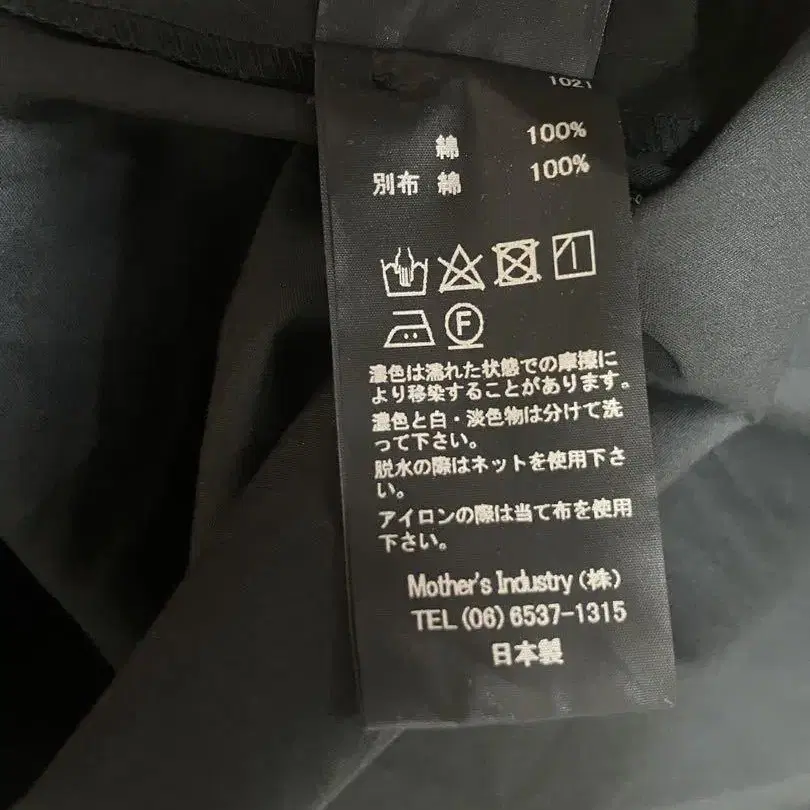 1021
綿 100%
別布 綿 100%
F
濃色は濡れた状態での摩擦に
より移染することがあります。
濃色と白・淡色物は分けて洗
って下さい。
脱水の際はネットを使用下さ
い。
アイロンの際は当て布を使用
下さい。
Mother's Industry (株)
TEL (06) 6537-1315
日本製